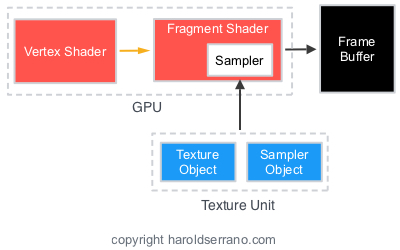 Vertex Shader
Fragment Shader
Sampler
Frame
Buffer
GPU
Texture
Object
Sampler
Object
Texture Unit
copyright haroldserrano.com